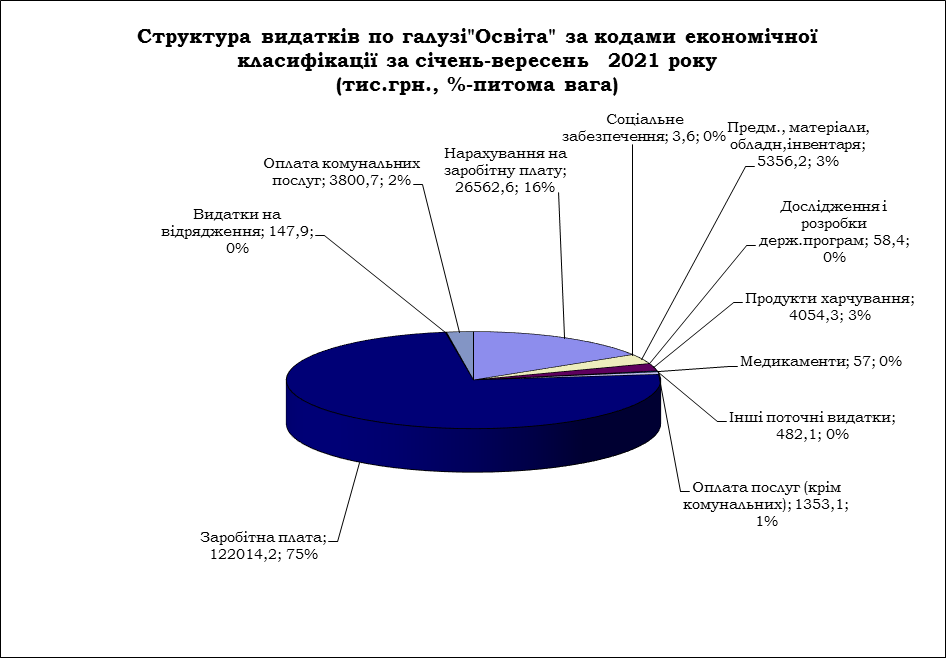 Структура видатків по галузі"Освіта" за кодами економічної
класифікації за січень-вересень 2021 року
(тис.грн., %-питома вага)
Соціальне
забезпечення; 3,6; 0%
Предм., матеріали,
обладн,інвентаря;
5356,2; 3%
Нарахування на
заробітну плату;
26562,6; 16%
Оплата комунальних
послуг; 3800,7; 2%
Видатки на
відрядження; 147,9;
0%
Дослідження і
розробки
держ.програм; 58,4;
0%
Продукти харчування;
4054,3; 3%
Медикаменти; 57; 0%
Інші поточні видатки;
482,1; 0%
Оплата послуг (крім
комунальних); 1353,1;
1%
Заробітна плата;
122014,2; 75%